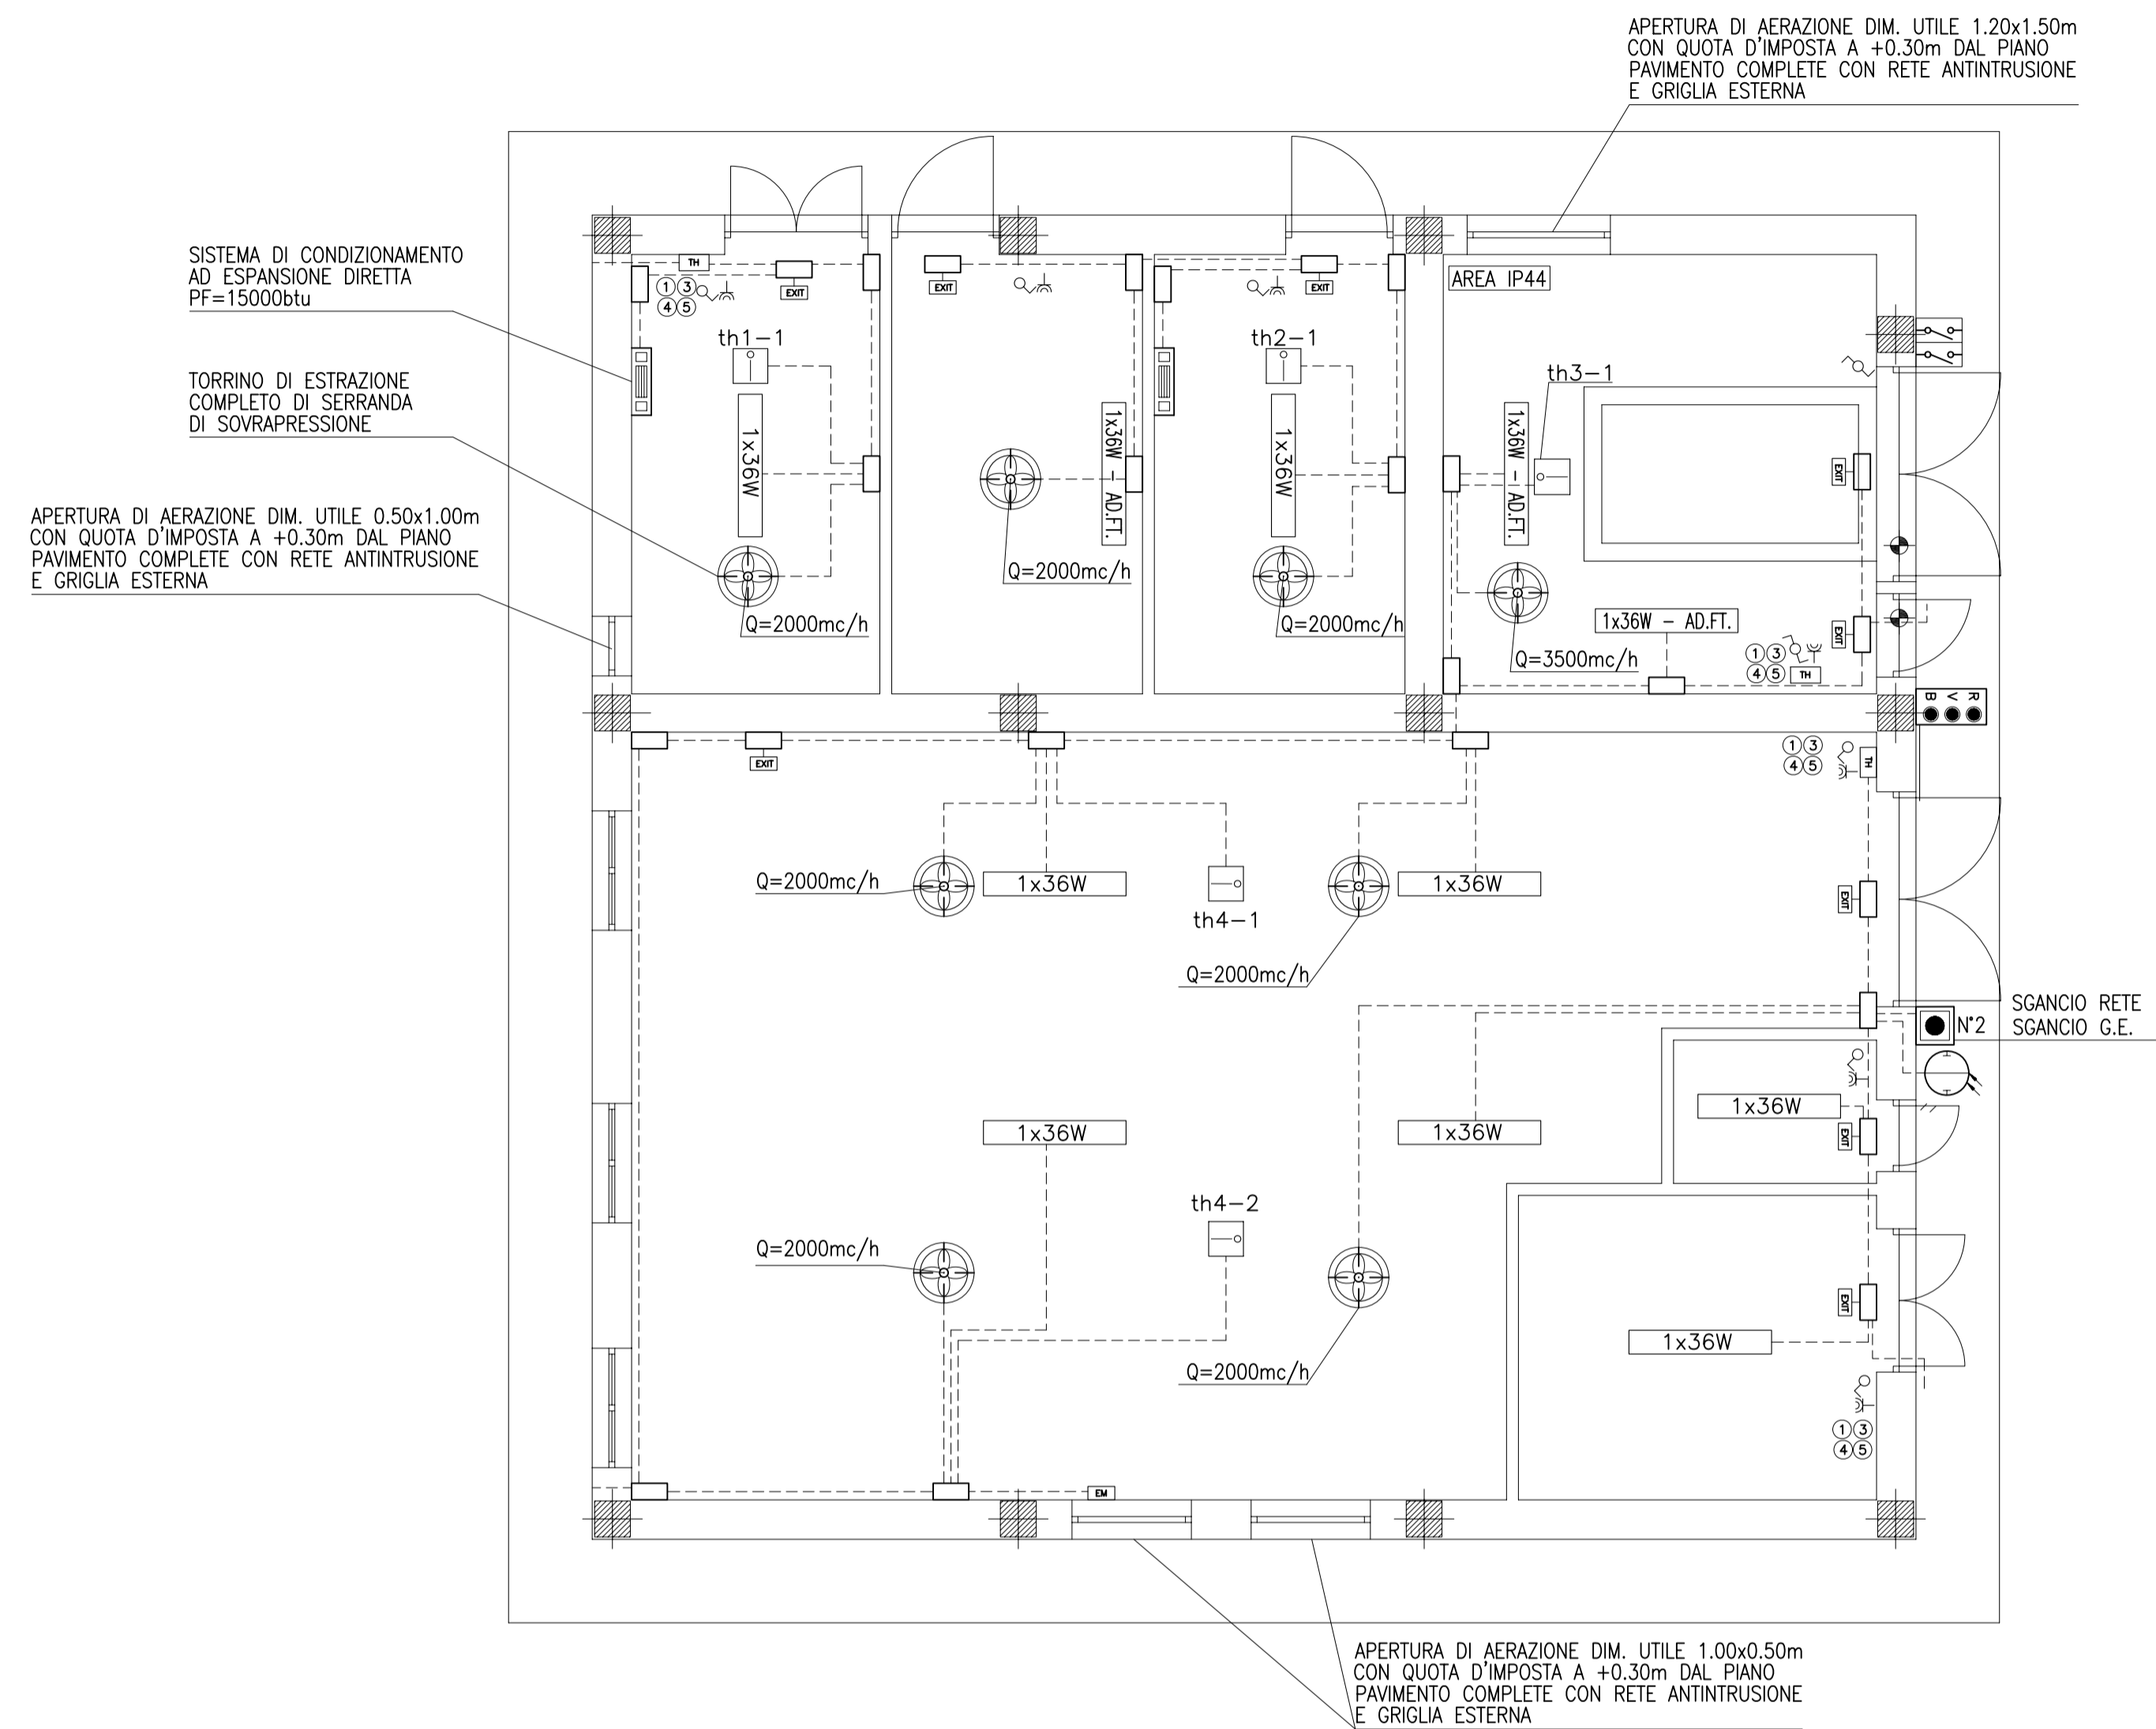 APERTURA DI AERAZIONE DIM. UTILE 1.20x1.50m
CON QUOTA D'IMPOSTA A +0.30m DAL PIANO
PAVIMENTO COMPLETE CON RETE ANTINTRUSIONE
E GRIGLIA ESTERNA
SISTEMA DI CONDIZIONAMENTO
AD ESPANSIONE DIRETTA
PF=15000btu
TORRINO DI ESTRAZIONE
COMPLETO DI SERRANDA
DI SOVRAPRESSIONE
APERTURA DI AERAZIONE DIM. UTILE 0.50x1.00m
CON QUOTA D'IMPOSTA A +0.30m DAL PIANO
PAVIMENTO COMPLETE CON RETE ANTINTRUSIONE
E GRIGLIA ESTERNA
TH
1 3
4 5
EXIT
th1-1
1x36W
Q=2000mc/h
EXIT
1x36W - AD.FT.
Q=2000mc/h
EXIT
th2-1
1x36W
Q=2000mc/h
AREA IP44
th3-1
1x36W - AD.FT.
EXIT
Q=3500mc/h
1x36W - AD.FT.
EXIT
1 3
4 5
TH
B V R
EXIT
1 3
4 5
TH
Q=2000mc/h
1x36W
th4-1
1x36W
EXIT
Q=2000mc/h
SGANCIO RETE
N°2
SGANCIO G.E.
1x36W
EXIT
1x36W
1x36W
th4-2
Q=2000mc/h
EXIT
1x36W
Q=2000mc/h
1 3
4 5
EM
APERTURA DI AERAZIONE DIM. UTILE 1.00x0.50m
CON QUOTA D'IMPOSTA A +0.30m DAL PIANO
PAVIMENTO COMPLETE CON RETE ANTINTRUSIONE
E GRIGLIA ESTERNA